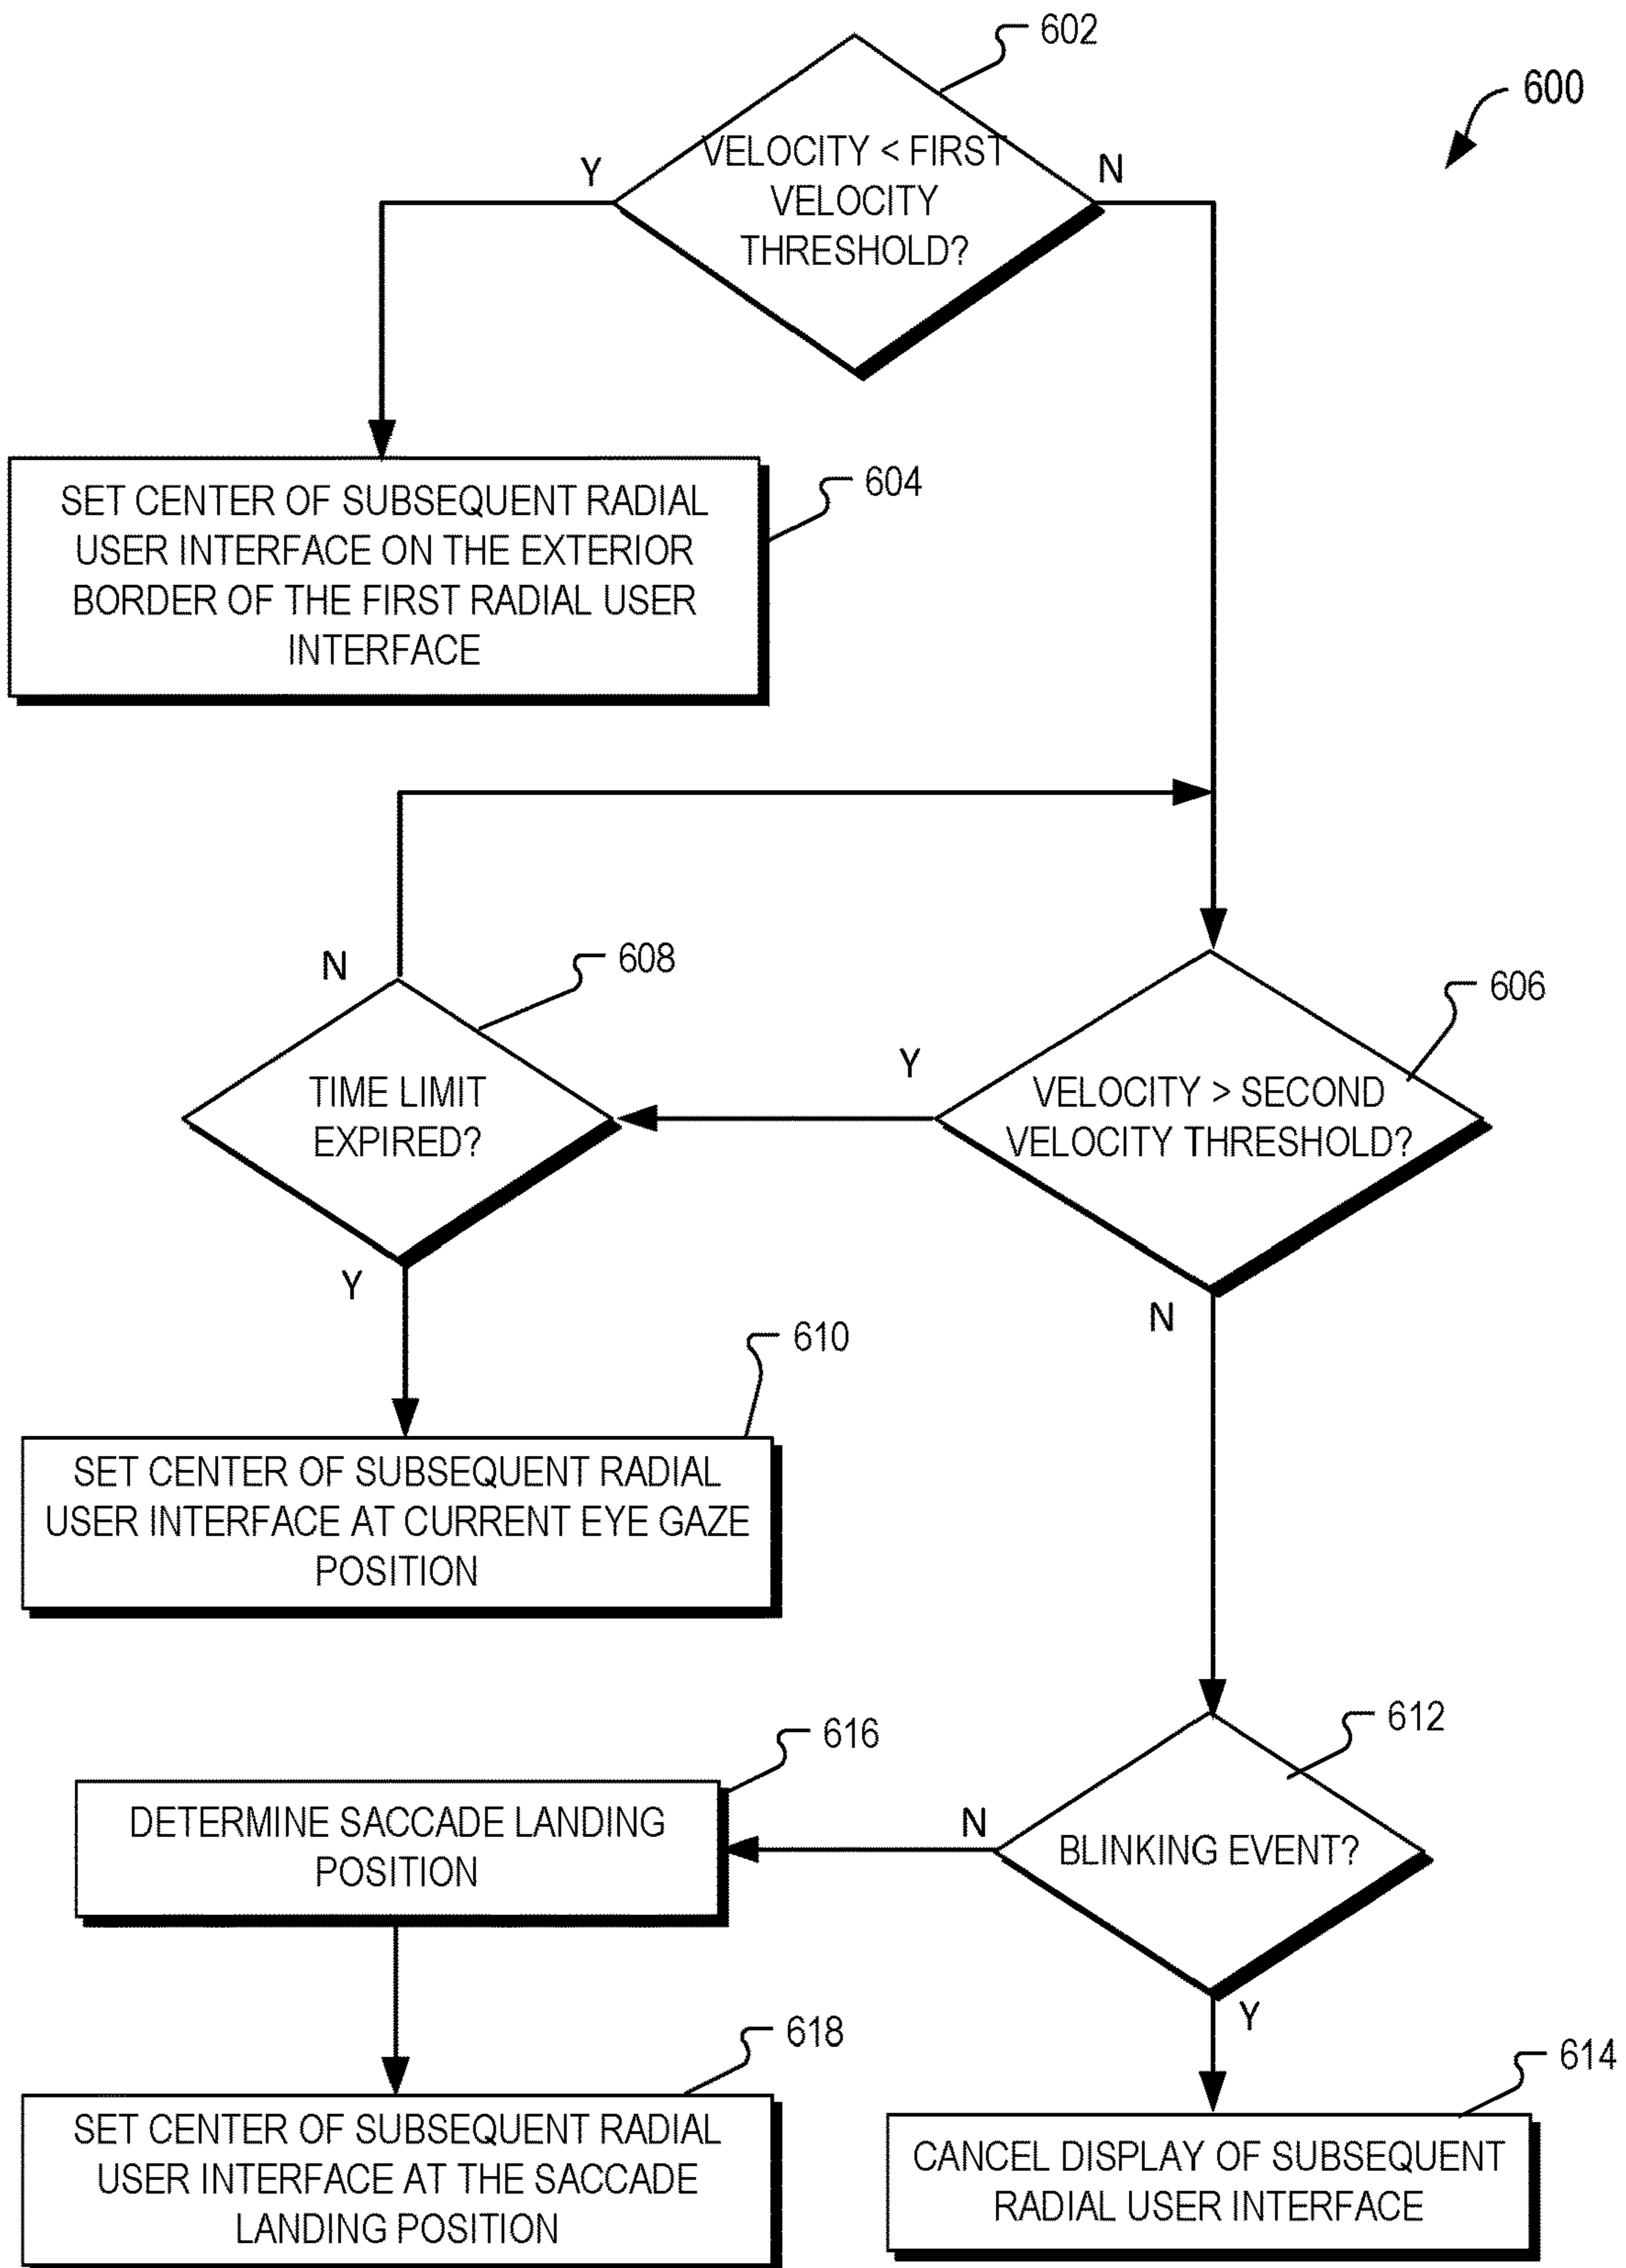 602
600
VELOCITY < FIRST
VELOCITY
THRESHOLD?
Y
N
SET CENTER OF SUBSEQUENT RADIAL
USER INTERFACE ON THE EXTERIOR
BORDER OF THE FIRST RADIAL USER
INTERFACE
604
N
608
606
TIME LIMIT
EXPIRED?
Y
VELOCITY > SECOND
VELOCITY THRESHOLD?
Y
N
610
SET CENTER OF SUBSEQUENT RADIAL
USER INTERFACE AT CURRENT EYE GAZE
POSITION
616
612
DETERMINE SACCADE LANDING
POSITION
N
BLINKING EVENT?
Y
618
614
SET CENTER OF SUBSEQUENT RADIAL
USER INTERFACE AT THE SACCADE
LANDING POSITION
CANCEL DISPLAY OF SUBSEQUENT
RADIAL USER INTERFACE